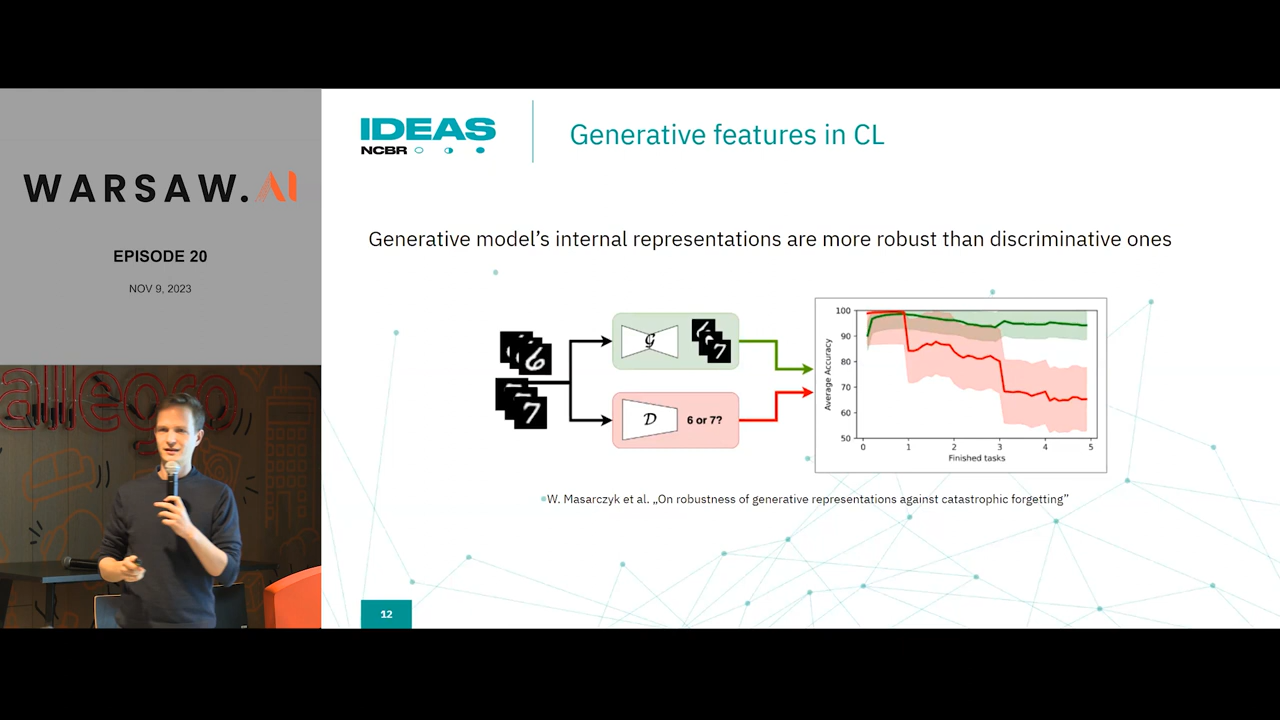 WARSAW.AI
EPISODE 20
NOV 9, 2023
allegro
IDEAS
NCBR
Generative features in CL
Generative model's internal representations are more robust than discriminative ones
6
7
G
6
7
D
6 or 7?
Average Accuracy
100
90
80
70
60
50
0 1 2 3 4 5
Finished tasks
W. Masarczyk et al. „On robustness of generative representations against catastrophic forgetting”
12